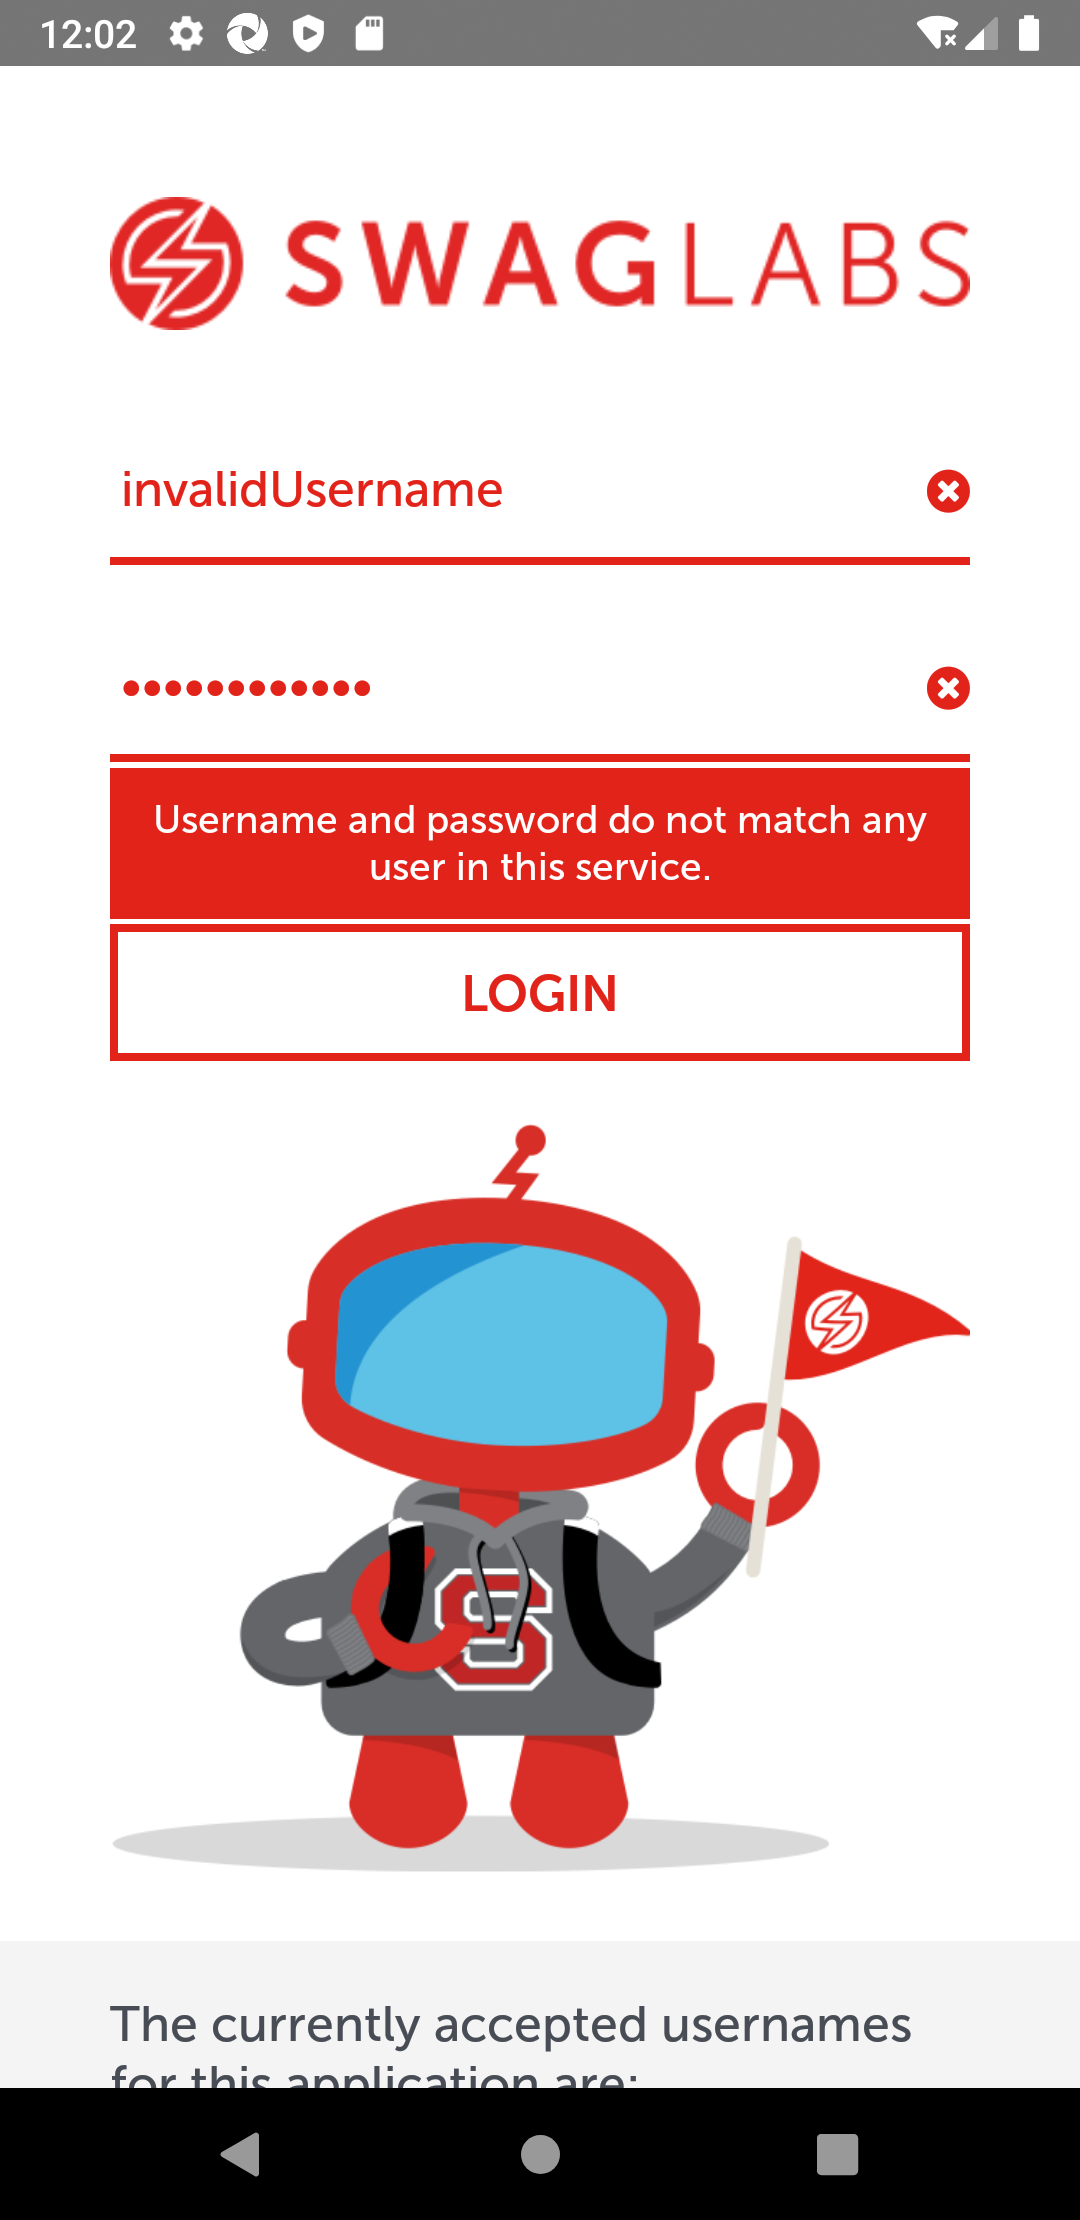 12:02
SWAGLABS
invalidUsername
••••••••••••
Username and password do not match any
user in this service.
LOGIN
S
The currently accepted usernames
for this application are: